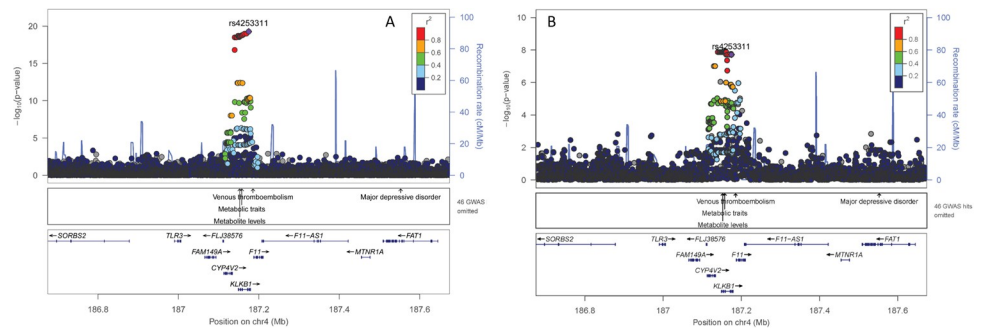 A
rs4253311
r²
0.8
0.6
0.4
0.2
20
15
10
5
0
−log₁₀(p-value)
100
80
60
40
20
0
Recombination rate (cM/Mb)
Venous thromboembolism
Major depressive disorder
Metabolic traits
Metabolite levels
46 GWAS
omitted
SORBS2
TLR3
FLJ38576
F11−AS1
FAT1
FAM149A
F11
MTNR1A
CYP4V2
KLKB1
186.8
187
187.2
187.4
187.6
Position on chr4 (Mb)
B
rs4253311
r²
0.8
0.6
0.4
0.2
10
8
6
4
2
0
−log₁₀(p-value)
100
80
60
40
20
0
Recombination rate (cM/Mb)
Venous thromboembolism
Major depressive disorder
Metabolic traits
Metabolite levels
46 GWAS hits
omitted
SORBS2
TLR3
FLJ38576
F11−AS1
FAT1
FAM149A
F11
MTNR1A
CYP4V2
KLKB1
186.8
187
187.2
187.4
187.6
Position on chr4 (Mb)